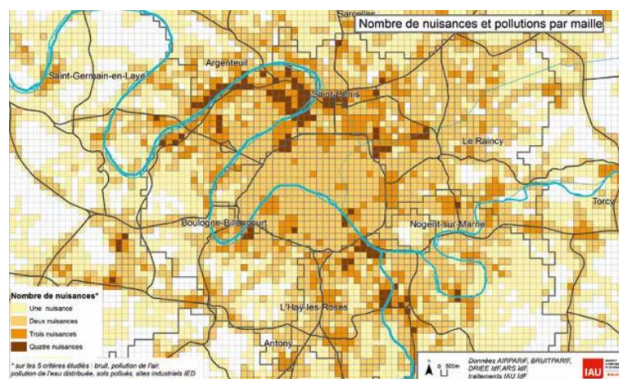 Sarcelles
Nombre de nuisances et pollutions par maille
Argenteuil
Saint-Germain-en-Laye
Saint-Denis
Le Raincy
Torcy
Boulogne-Billancourt
Nogent-sur-Marne
L'Haÿ-les-Roses
Antony
Nombre de nuisances*
Une nuisance
Deux nuisances
Trois nuisances
Quatre nuisances
* sur les 5 critères étudiés : bruit, pollution de l'air,
pollution de l'eau distribuée, sols pollués, sites industriels IED
N
0 500m
Données AIRPARIF, BRUITPARIF,
DRIEE IdF, ARS IdF,
traitements IAU IdF
IAU